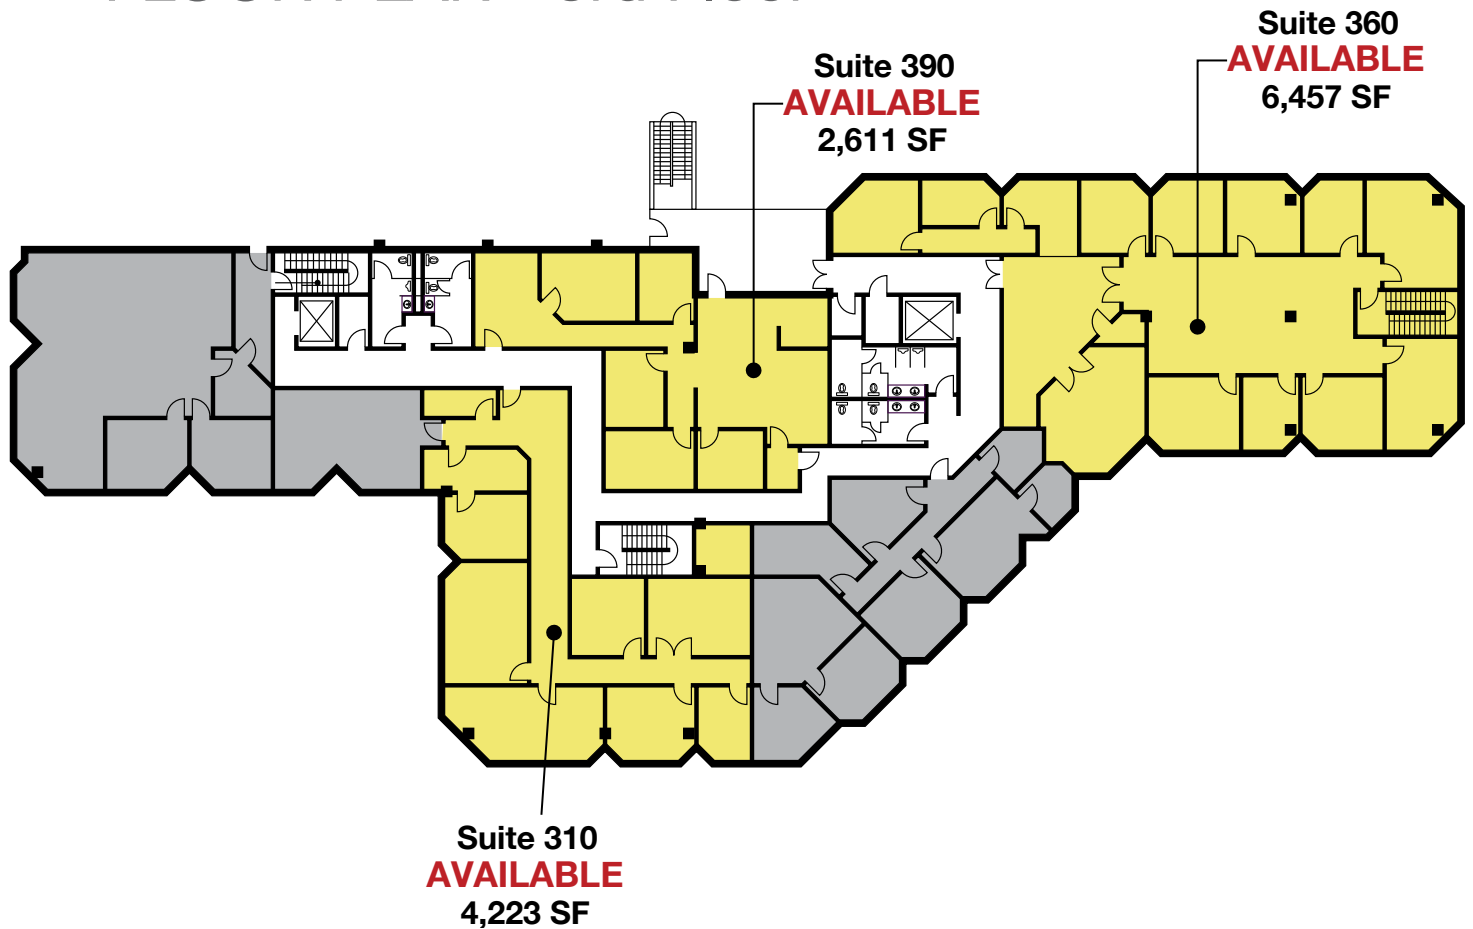 Suite 360
AVAILABLE
6,457 SF
Suite 390
AVAILABLE
2,611 SF
Suite 310
AVAILABLE
4,223 SF